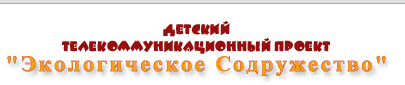 ДЕТСКИЙ
ТЕЛЕКОММУНИКАЦИОННЫЙ ПРОЕКТ
"Экологическое Содружество"